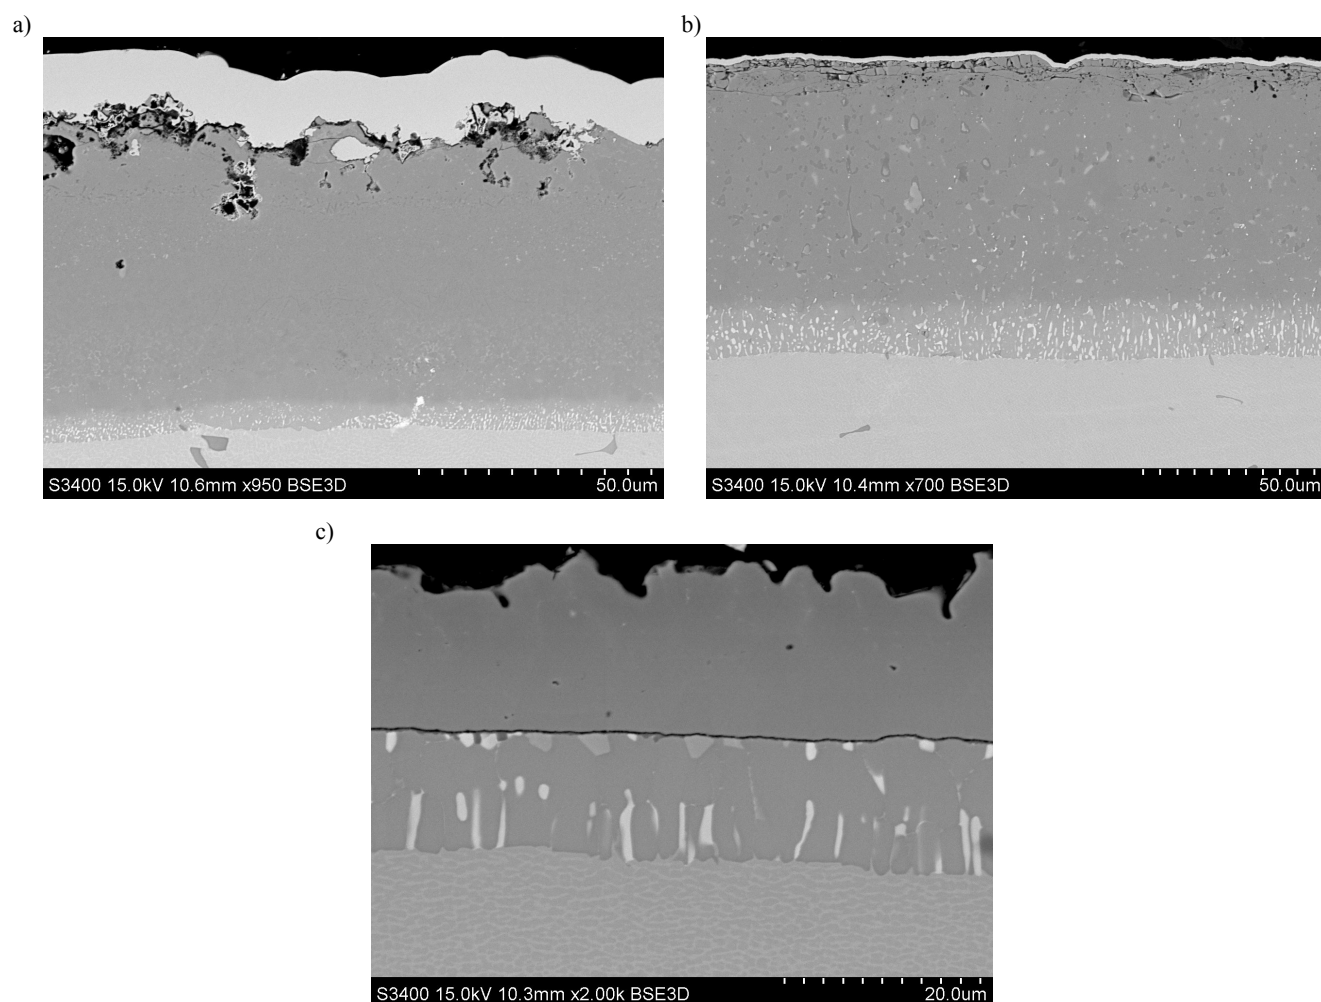 a)
b)
S3400 15.0kV 10.6mm x950 BSE3D 50.0um
S3400 15.0kV 10.4mm x700 BSE3D 50.0um
c)
S3400 15.0kV 10.3mm x2.00k BSE3D 20.0um